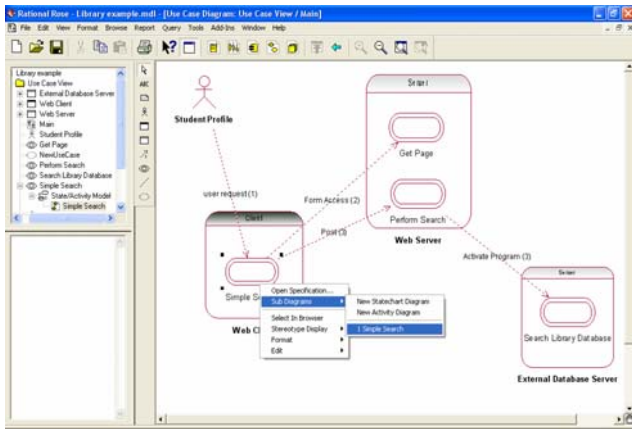 Rational Rose - Library example.mdl - [Use Case Diagram: Use Case View / Main]
File Edit View Format Browse Report Query Tools Add-Ins Window Help
Library example
Use Case View
External Database Server
Web Client
Web Server
Main
Student Profile
Get Page
NewUseCase
Perform Search
Search Library Database
Simple Search
State/Activity Model
Simple Search
ABC
Student Profile
user request(1)
Form Access (2)
Post (3)
Get Page
Perform Search
Web Server
Activate Program (3)
Client
Search Library Database
External Database Server
Simple S
Web Cl
Open Specification...
Sub Diagrams
Select In Browser
Stereotype Display
Format
Edit
New Statechart Diagram
New Activity Diagram
1 Simple Search